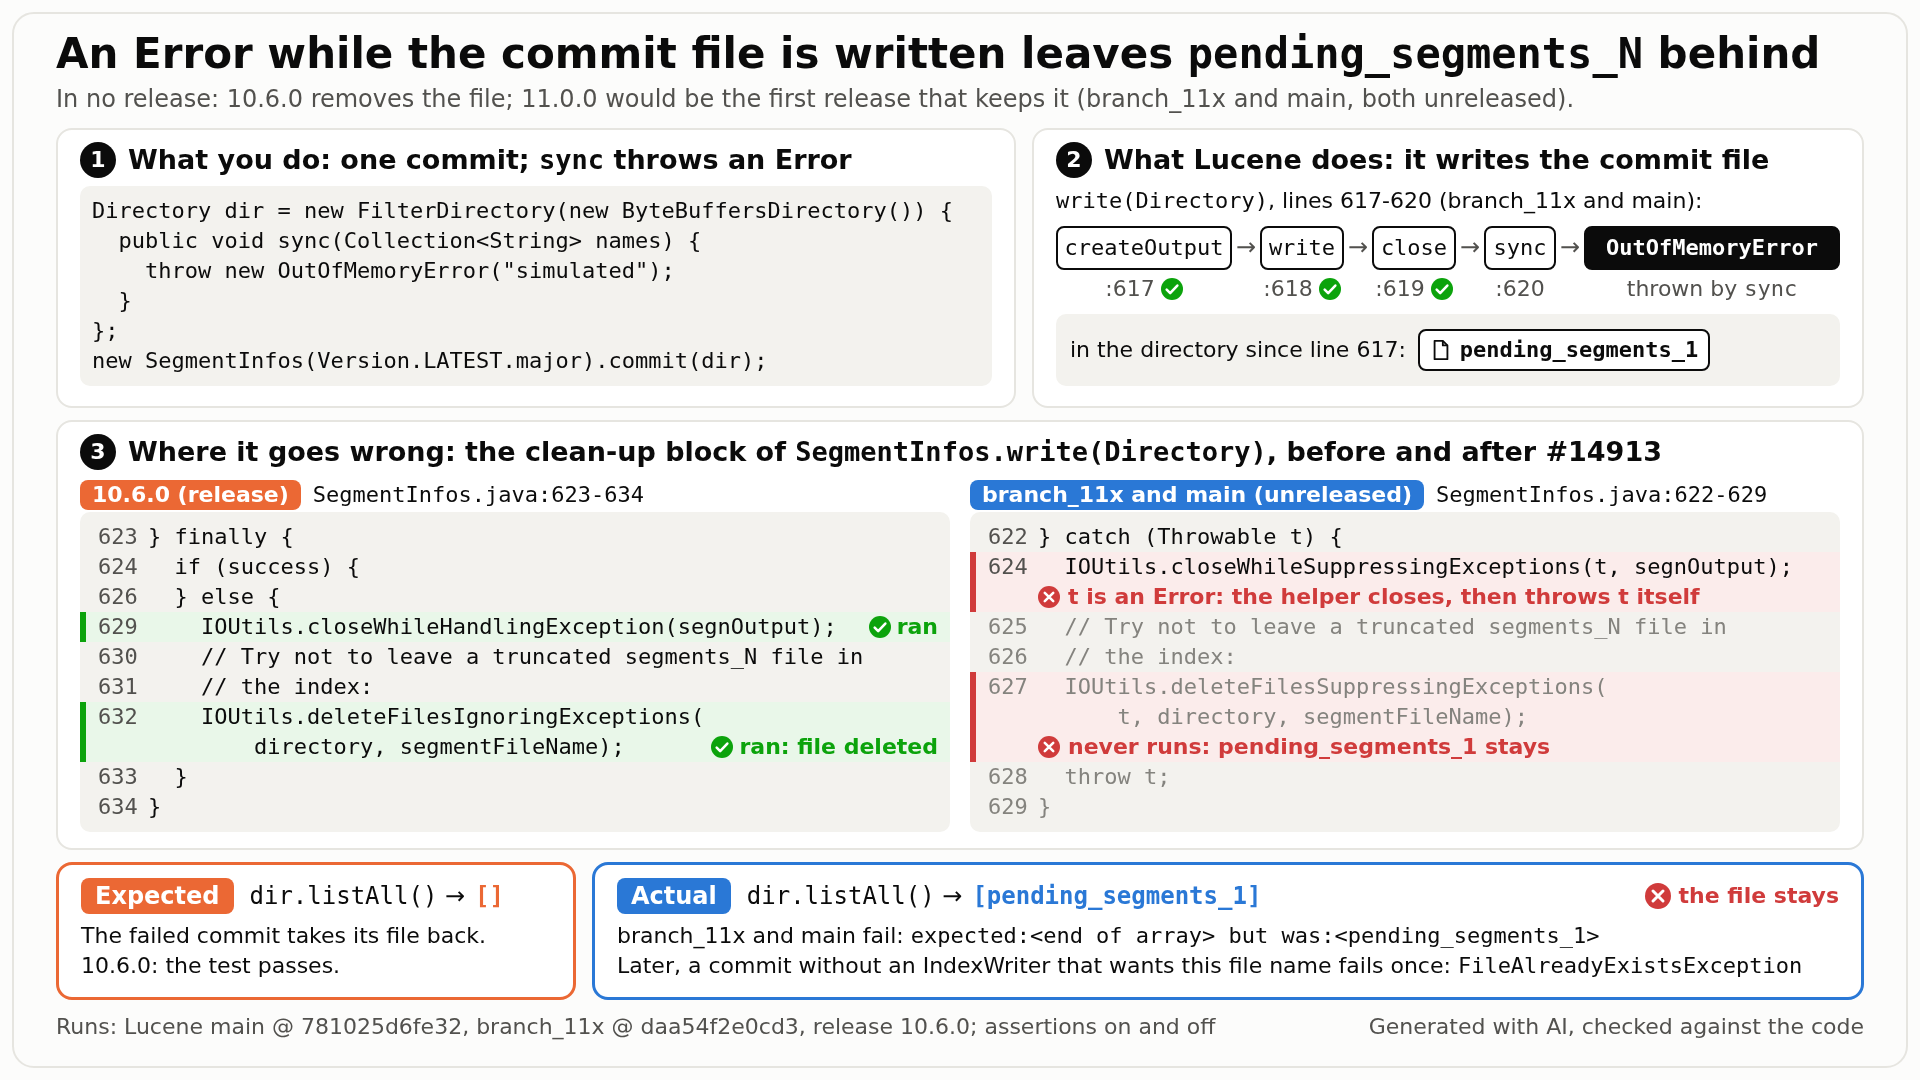 An Error while the commit file is written leaves pending_segments_N behind
In no release: 10.6.0 removes the file; 11.0.0 would be the first release that keeps it (branch_11x and main, both unreleased).
1 What you do: one commit; sync throws an Error
Directory dir = new FilterDirectory(new ByteBuffersDirectory()) {
  public void sync(Collection<String> names) {
    throw new OutOfMemoryError("simulated");
  }
};
new SegmentInfos(Version.LATEST.major).commit(dir);
2 What Lucene does: it writes the commit file
write(Directory), lines 617-620 (branch_11x and main):
createOutput → write → close → sync → OutOfMemoryError
:617 :618 :619 :620 thrown by sync
in the directory since line 617: pending_segments_1
3 Where it goes wrong: the clean-up block of SegmentInfos.write(Directory), before and after #14913
10.6.0 (release) SegmentInfos.java:623-634
623 } finally {
624   if (success) {
626   } else {
629     IOUtils.closeWhileHandlingException(segnOutput); ran
630     // Try not to leave a truncated segments_N file in
631     // the index:
632     IOUtils.deleteFilesIgnoringExceptions(
        directory, segmentFileName); ran: file deleted
633   }
634 }
branch_11x and main (unreleased) SegmentInfos.java:622-629
622 } catch (Throwable t) {
624   IOUtils.closeWhileSuppressingExceptions(t, segnOutput);
t is an Error: the helper closes, then throws t itself
625   // Try not to leave a truncated segments_N file in
626   // the index:
627   IOUtils.deleteFilesSuppressingExceptions(
      t, directory, segmentFileName);
never runs: pending_segments_1 stays
628   throw t;
629 }
Expected dir.listAll() → []
The failed commit takes its file back.
10.6.0: the test passes.
Actual dir.listAll() → [pending_segments_1] the file stays
branch_11x and main fail: expected:<end of array> but was:<pending_segments_1>
Later, a commit without an IndexWriter that wants this file name fails once: FileAlreadyExistsException
Runs: Lucene main @ 781025d6fe32, branch_11x @ daa54f2e0cd3, release 10.6.0; assertions on and off
Generated with AI, checked against the code